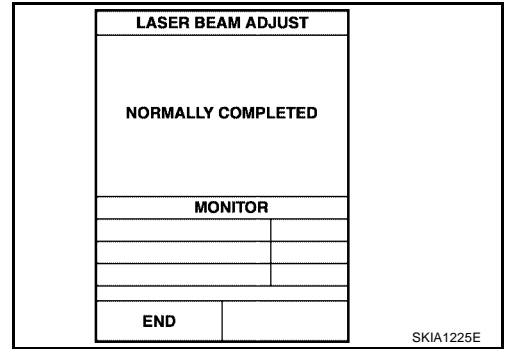 LASER BEAM ADJUST
NORMALLY COMPLETED
MONITOR
END
SKIA1225E